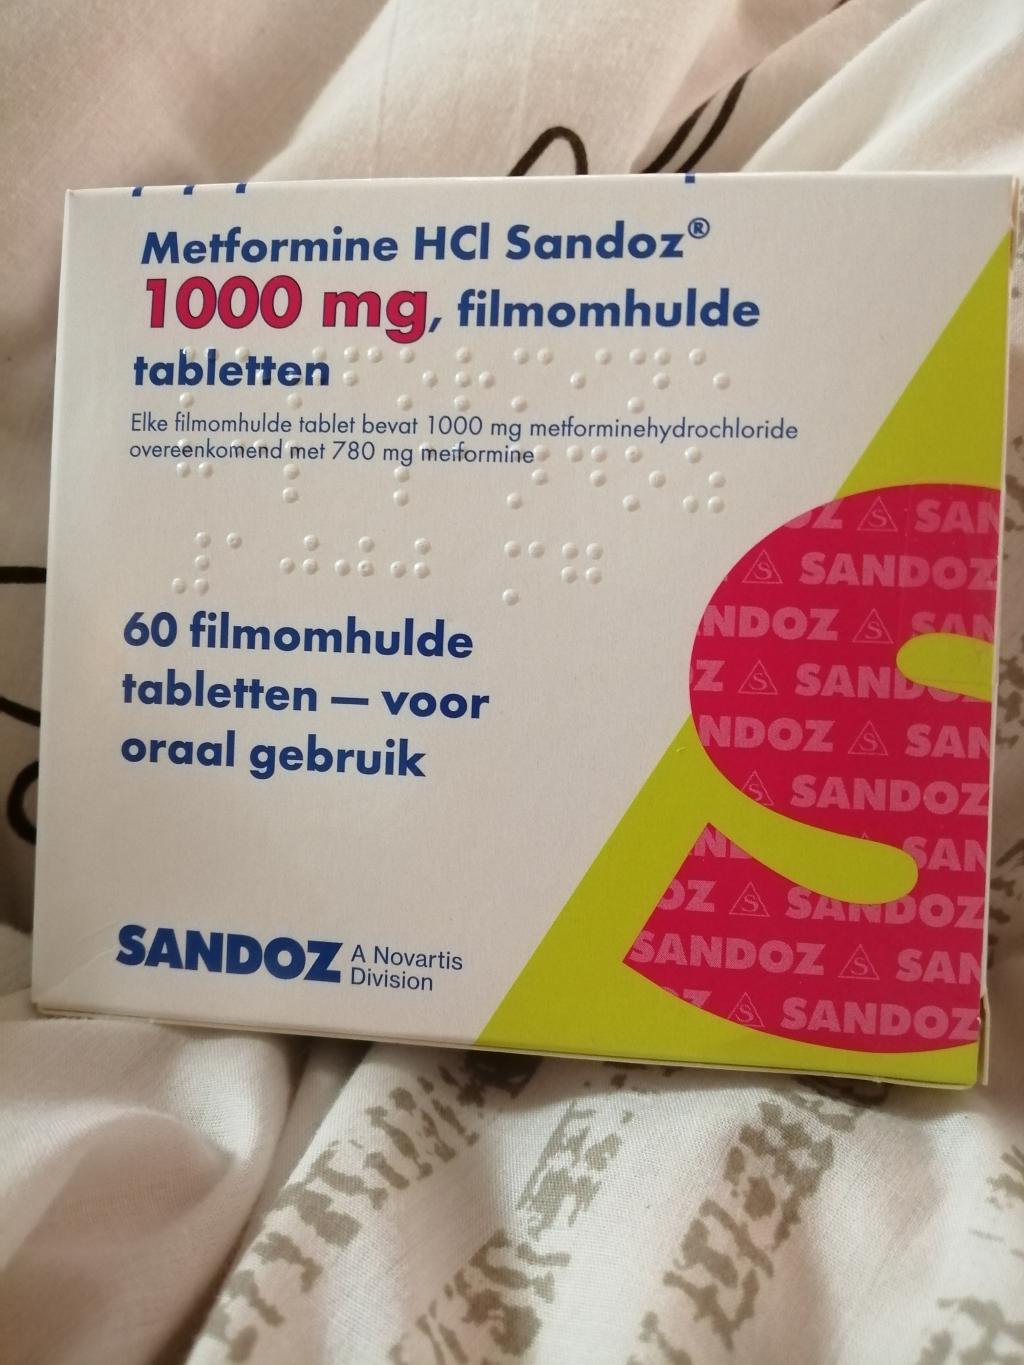 Metformine HCl Sandoz®
1000 mg, filmomhulde
tabletten
Elke filmomhulde tablet bevat 1000 mg metforminehydrochloride
overeenkomend met 780 mg metformine
60 filmomhulde
tabletten — voor
oraal gebruik
SANDOZ A Novartis
Division
SANDOZ
SANDOZ
SANDOZ
SANDOZ
SANDOZ
SANDOZ